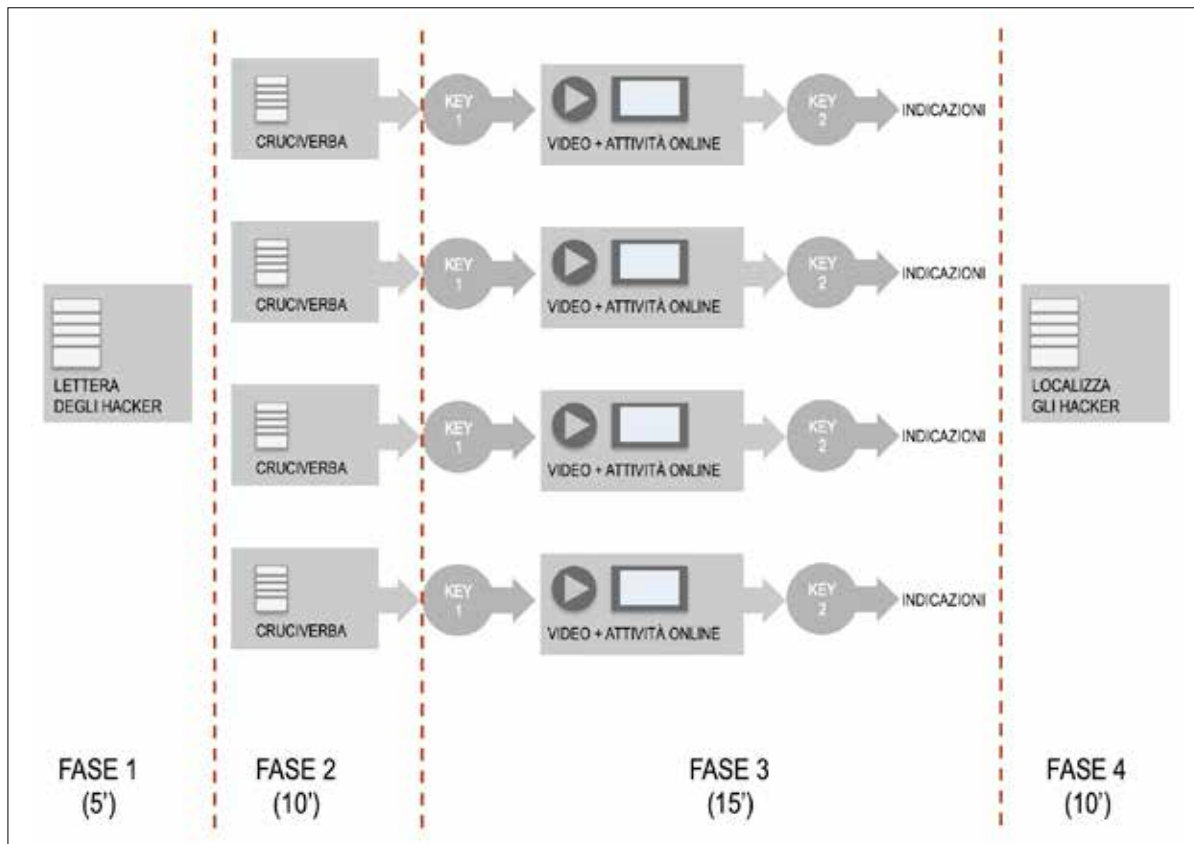 KEY
1
KEY
2
INDICAZIONI
CRUCIVERBA
VIDEO + ATTIVITÀ ONLINE
KEY
1
KEY
2
INDICAZIONI
CRUCIVERBA
VIDEO + ATTIVITÀ ONLINE
LETTERA
DEGLI HACKER
LOCALIZZA
GLI HACKER
KEY
1
KEY
2
INDICAZIONI
CRUCIVERBA
VIDEO + ATTIVITÀ ONLINE
KEY
1
KEY
2
INDICAZIONI
CRUCIVERBA
VIDEO + ATTIVITÀ ONLINE
FASE 1
(5’)
FASE 2
(10’)
FASE 3
(15’)
FASE 4
(10’)